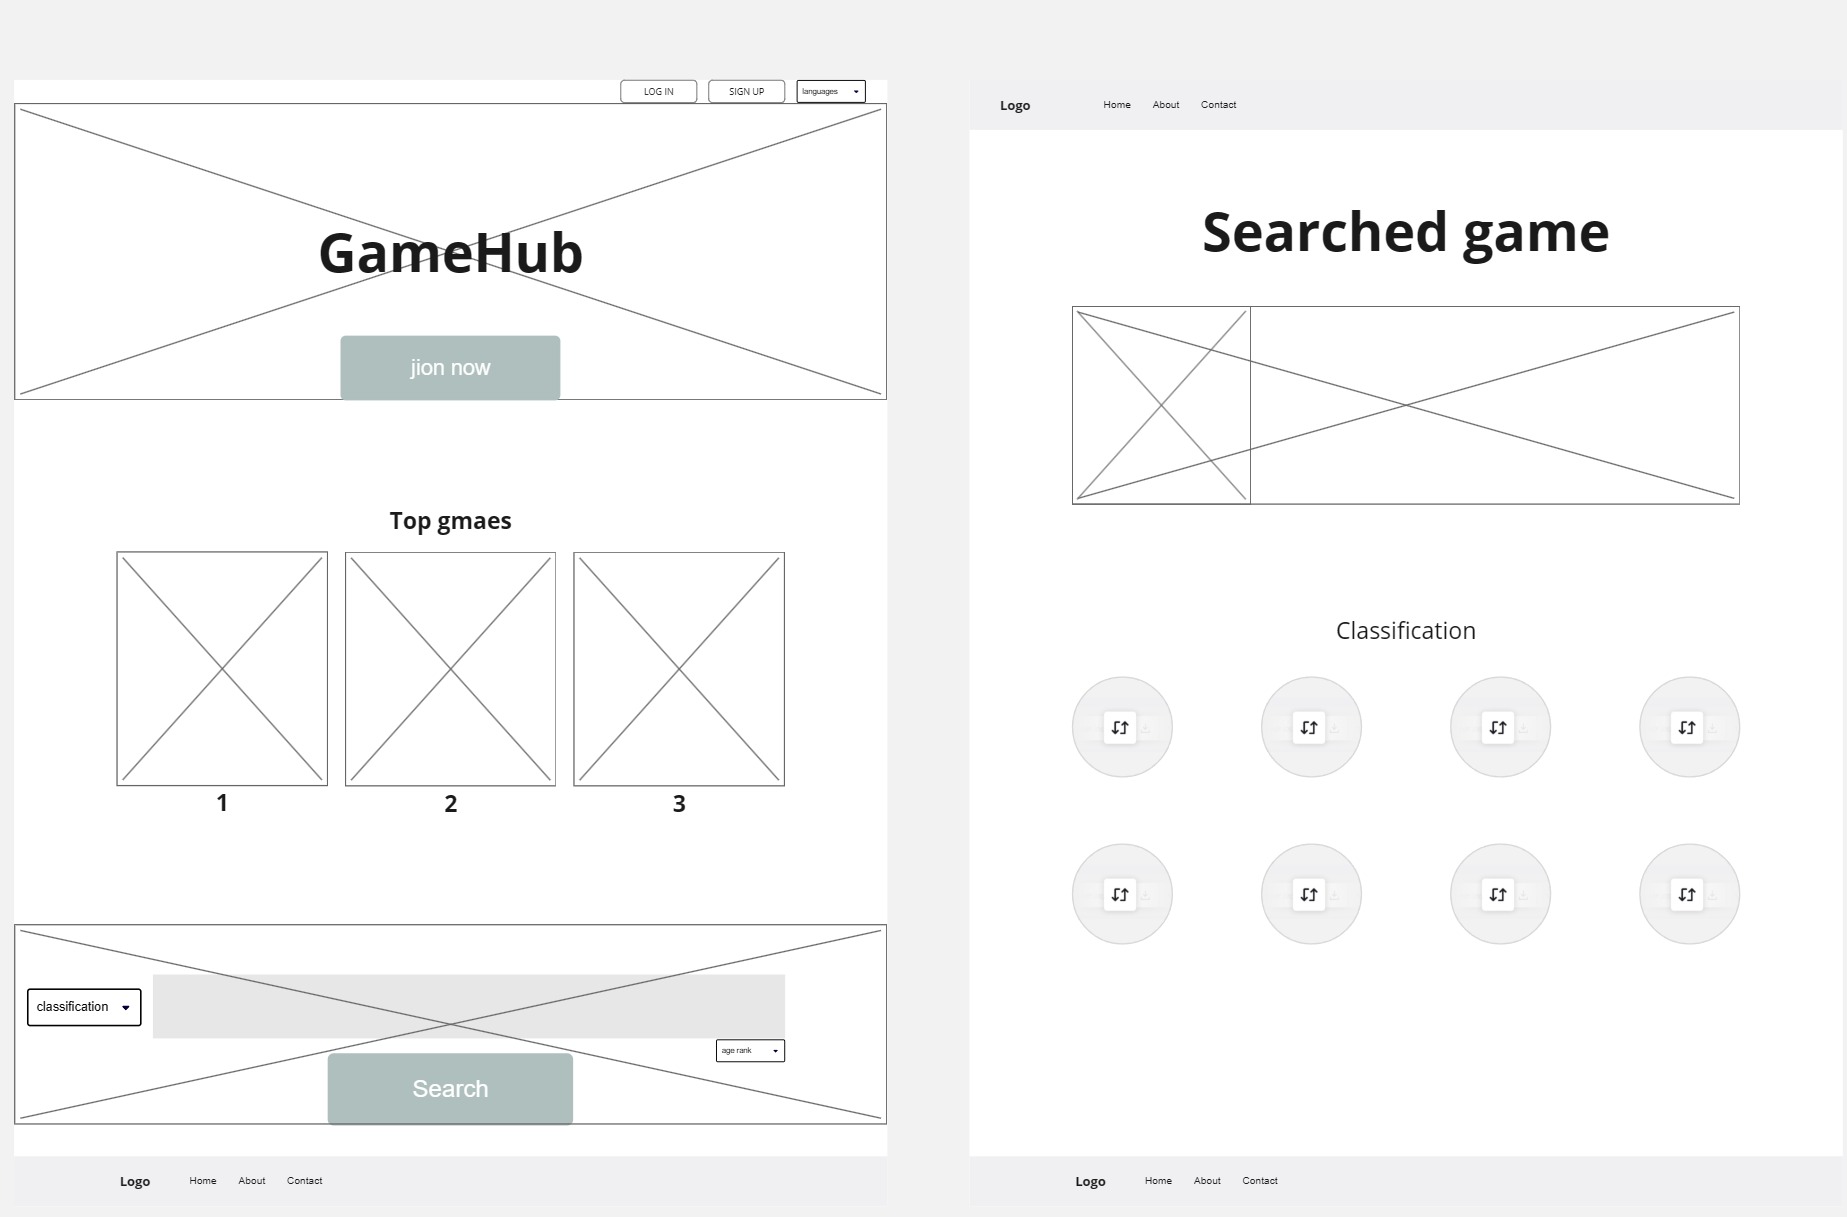 LOG IN
SIGN UP
languages
GameHub
jion now
Top gmaes
1
2
3
classification
age rank
Search
Logo Home About Contact
Logo Home About Contact
Searched game
Classification
Logo Home About Contact